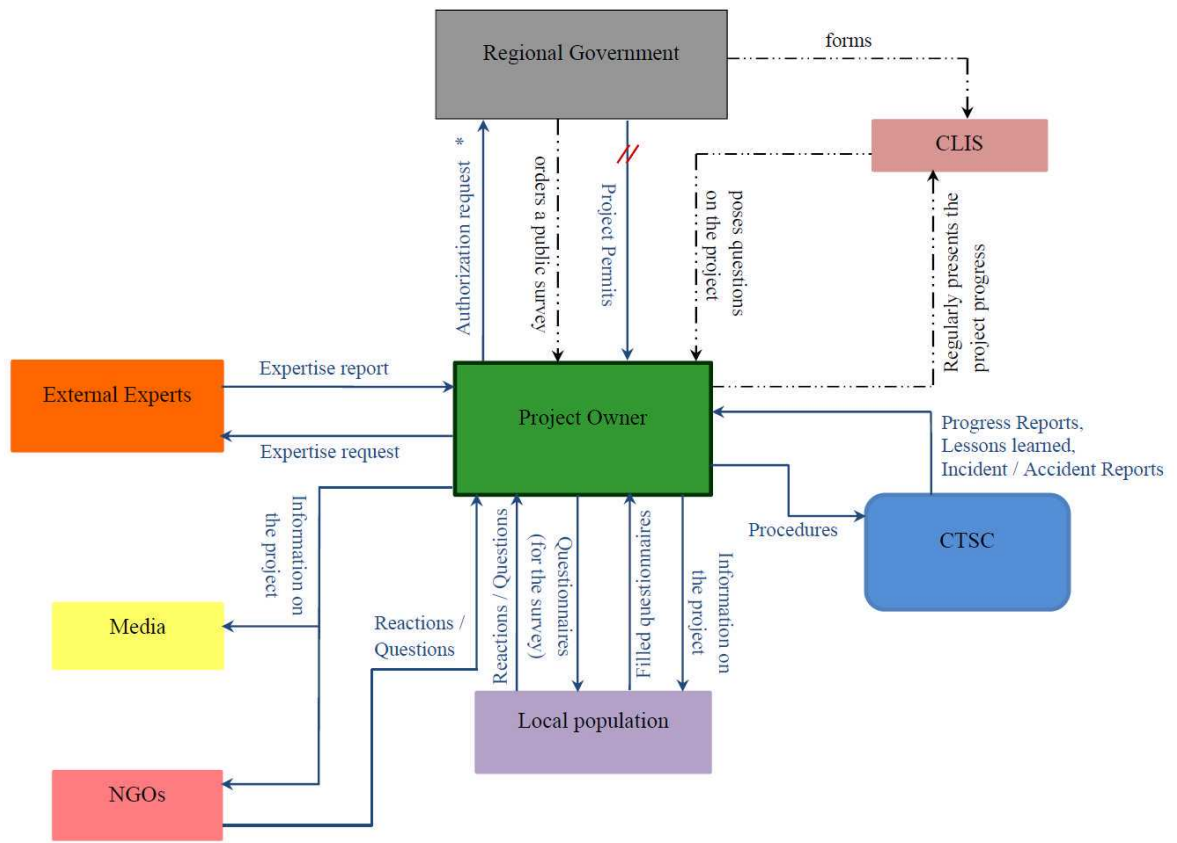 Regional Government
forms
CLIS
Authorization request *
orders a public survey
Project Permits
poses questions
on the project
Regularly presents the
project progress
External Experts
Expertise report
Expertise request
Project Owner
Progress Reports,
Lessons learned,
Incident / Accident Reports
Procedures
CTSC
Information on
the project
Media
Reactions /
Questions
Reactions / Questions
Questionnaires
(for the survey)
Filled questionnaires
Information on
the project
Local population
NGOs